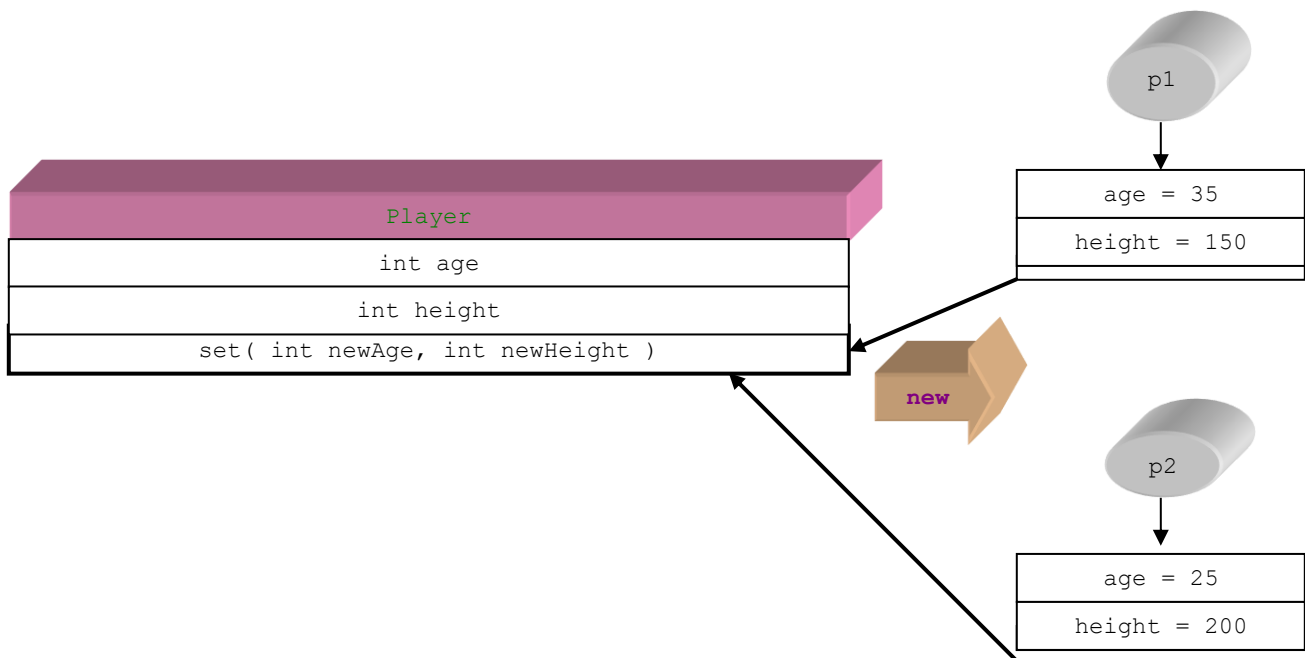 p1
age = 35
height = 150
Player
int age
int height
set( int newAge, int newHeight )
new
p2
age = 25
height = 200